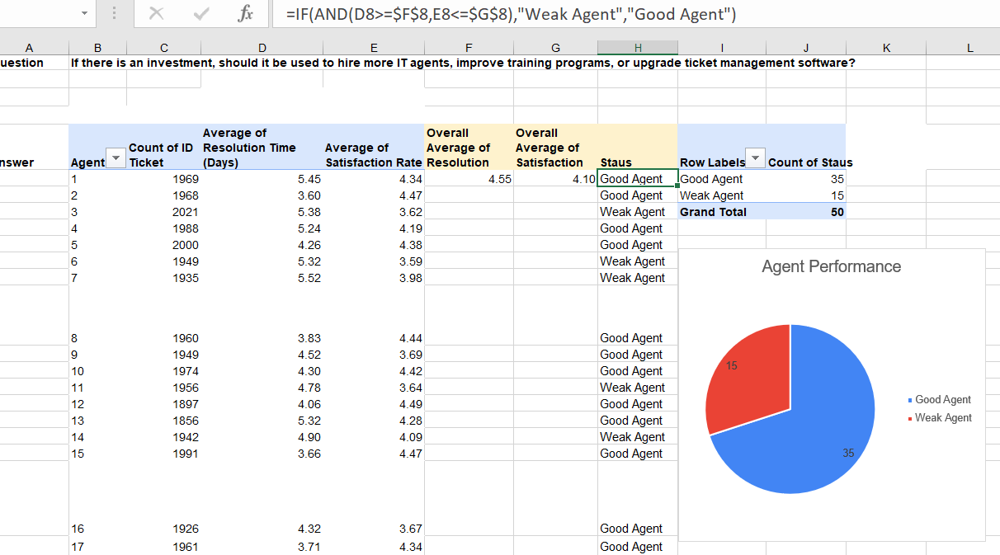 fx =IF(AND(D8>=$F$8,E8<=$G$8),"Weak Agent","Good Agent")
A B C D E F G H I J K L
uestion If there is an investment, should it be used to hire more IT agents, improve training programs, or upgrade ticket management software?
nswer Agent Count of ID Ticket Average of Resolution Time (Days) Average of Satisfaction Rate Overall Average of Resolution Overall Average of Satisfaction Staus Row Labels Count of Staus
1 1969 5.45 4.34 4.55 4.10 Good Agent Good Agent 35
2 1968 3.60 4.47 Good Agent Weak Agent 15
3 2021 5.38 3.62 Weak Agent Grand Total 50
4 1988 5.24 4.19 Good Agent
5 2000 4.26 4.38 Good Agent
6 1949 5.32 3.59 Weak Agent
7 1935 5.52 3.98 Weak Agent
Agent Performance
8 1960 3.83 4.44 Good Agent
9 1949 4.52 3.69 Good Agent
10 1974 4.30 4.42 Good Agent
11 1956 4.78 3.64 Weak Agent
12 1897 4.06 4.49 Good Agent
13 1856 5.32 4.28 Good Agent
14 1942 4.90 4.09 Weak Agent
15 1991 3.66 4.47 Good Agent
15
35
Good Agent
Weak Agent
16 1926 4.32 3.67 Good Agent
17 1961 3.71 4.34 Good Agent